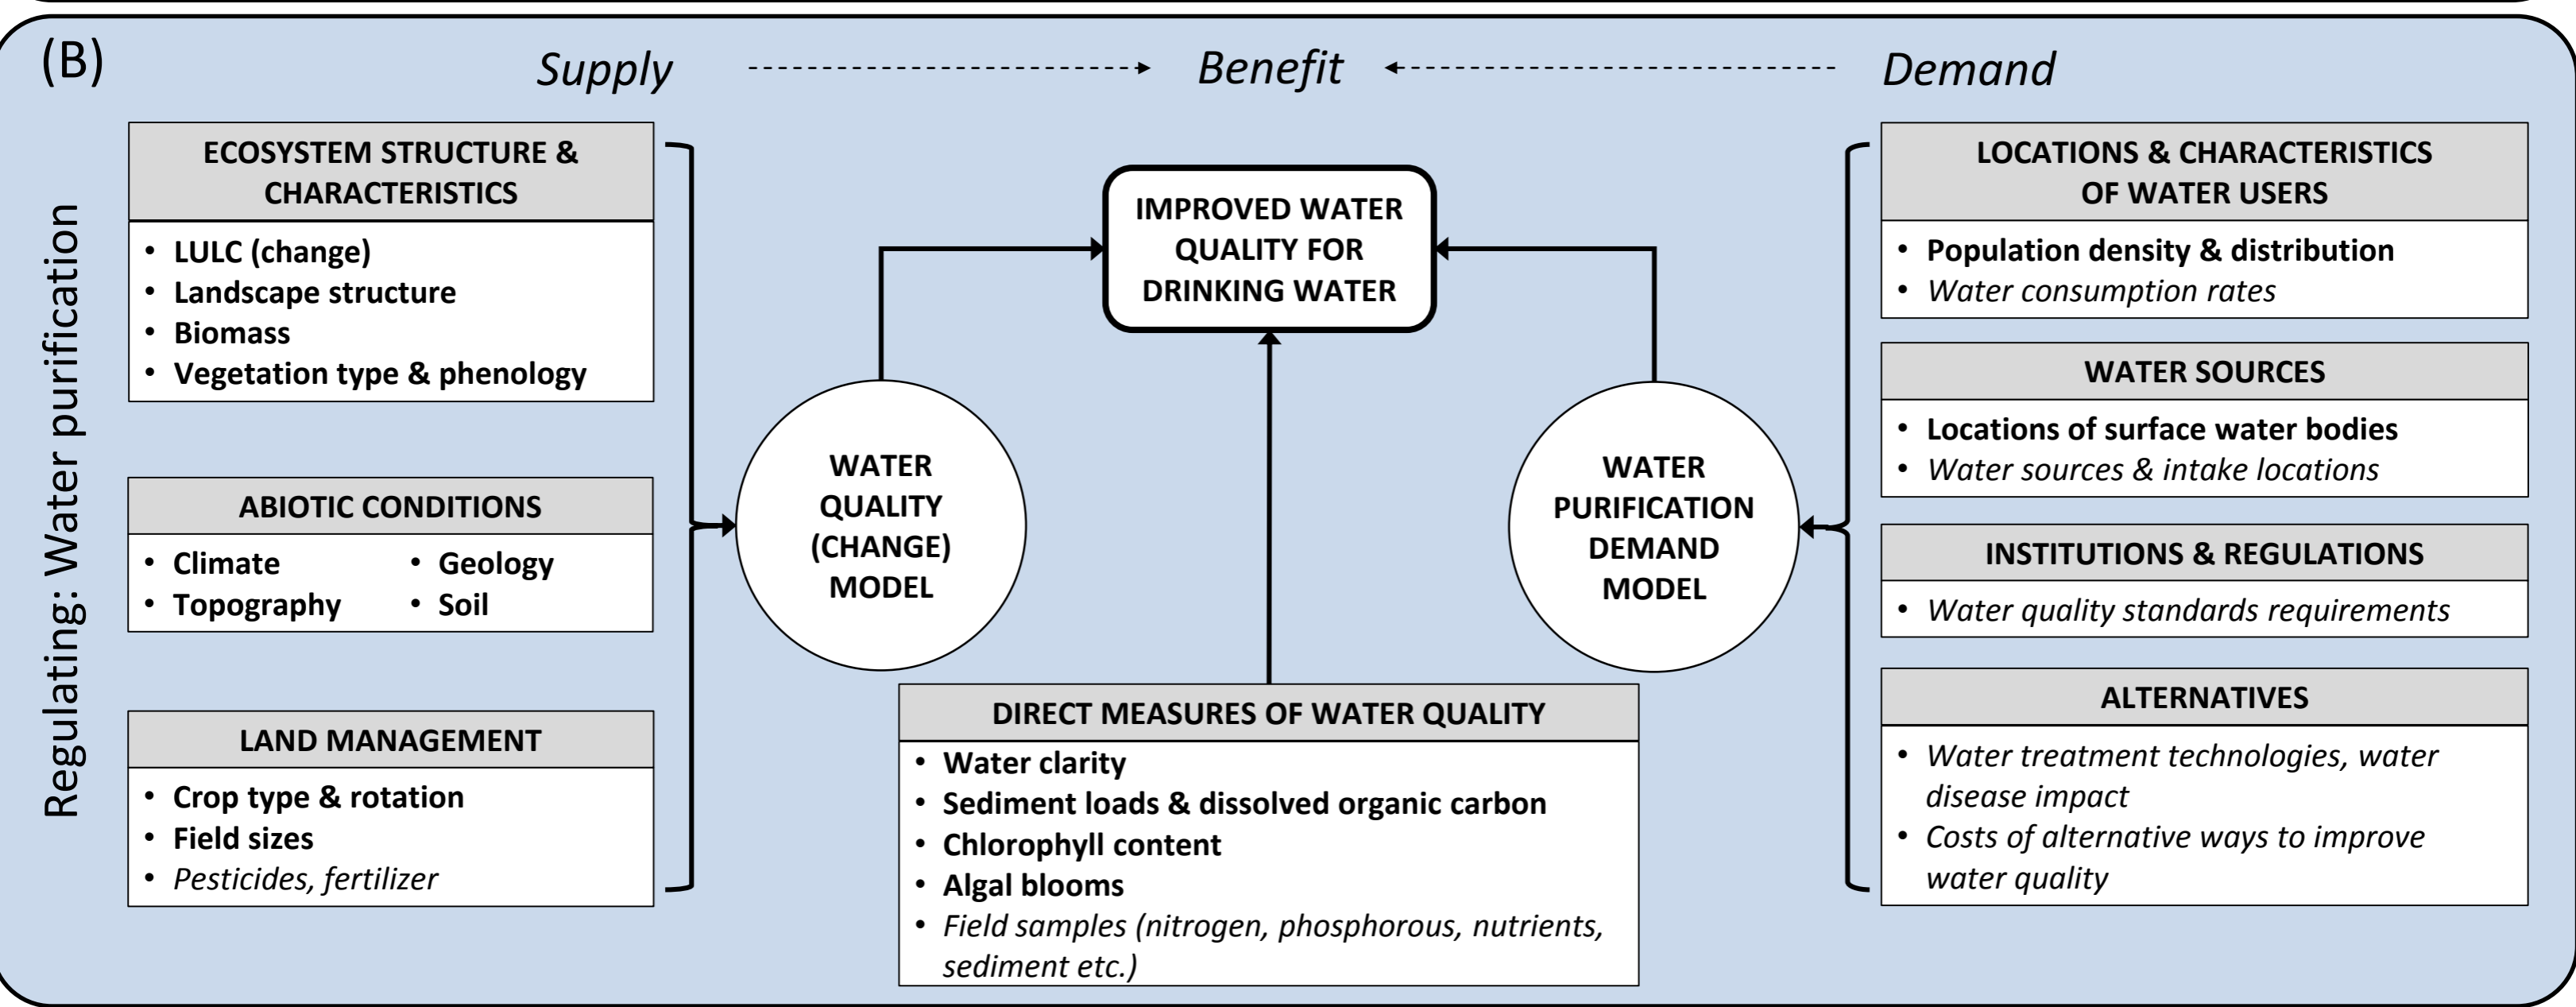 (B)
Supply
Benefit
Demand
Regulating: Water purification
ECOSYSTEM STRUCTURE &
CHARACTERISTICS
• LULC (change)
• Landscape structure
• Biomass
• Vegetation type & phenology
ABIOTIC CONDITIONS
• Climate
• Geology
• Topography
• Soil
LAND MANAGEMENT
• Crop type & rotation
• Field sizes
• Pesticides, fertilizer
WATER
QUALITY
(CHANGE)
MODEL
IMPROVED WATER
QUALITY FOR
DRINKING WATER
DIRECT MEASURES OF WATER QUALITY
• Water clarity
• Sediment loads & dissolved organic carbon
• Chlorophyll content
• Algal blooms
• Field samples (nitrogen, phosphorous, nutrients,
sediment etc.)
WATER
PURIFICATION
DEMAND
MODEL
LOCATIONS & CHARACTERISTICS
OF WATER USERS
• Population density & distribution
• Water consumption rates
WATER SOURCES
• Locations of surface water bodies
• Water sources & intake locations
INSTITUTIONS & REGULATIONS
• Water quality standards requirements
ALTERNATIVES
• Water treatment technologies, water
disease impact
• Costs of alternative ways to improve
water quality